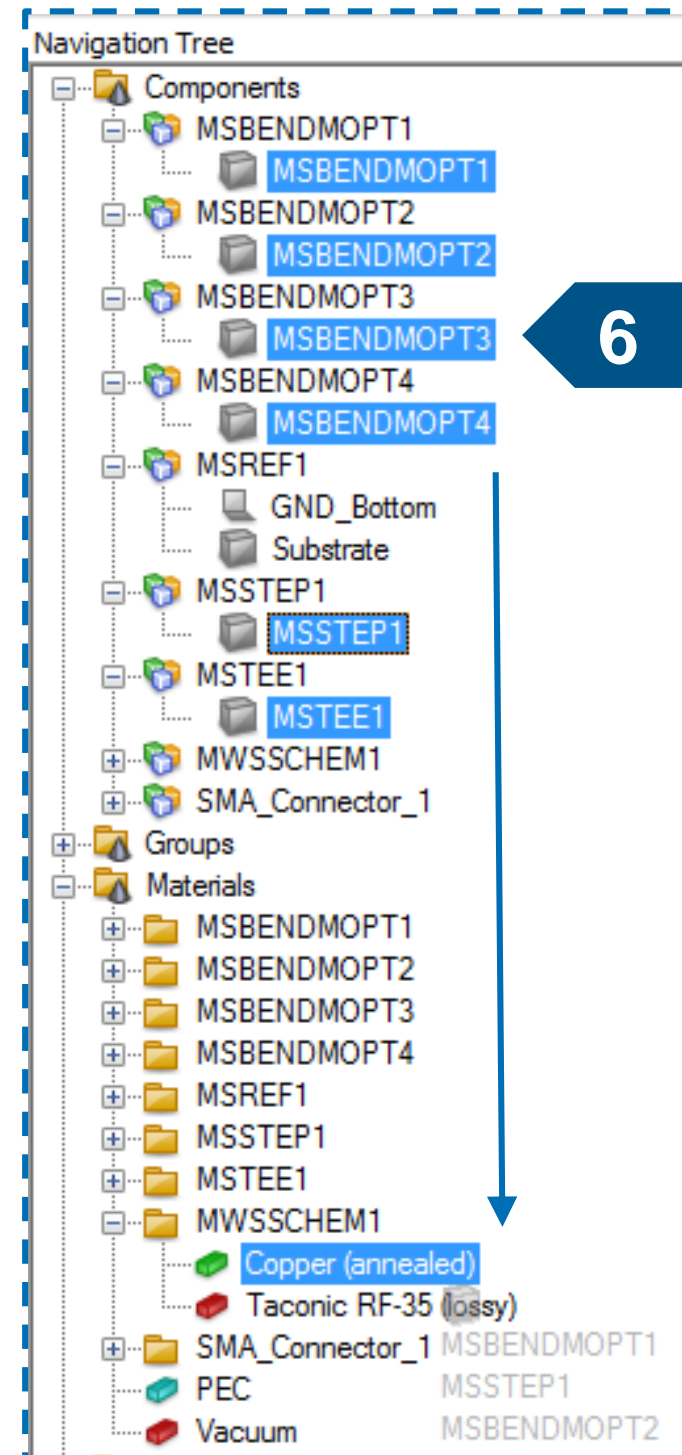 Navigation Tree
Components
MSBENDMOPT1
MSBENDMOPT1
MSBENDMOPT2
MSBENDMOPT2
MSBENDMOPT3
MSBENDMOPT3
6
MSBENDMOPT4
MSBENDMOPT4
MSREF1
GND_Bottom
Substrate
MSSTEP1
MSSTEP1
MSTEE1
MSTEE1
MWSSCHEM1
SMA_Connector_1
Groups
Materials
MSBENDMOPT1
MSBENDMOPT2
MSBENDMOPT3
MSBENDMOPT4
MSREF1
MSSTEP1
MSTEE1
MWSSCHEM1
Copper (annealed)
Taconic RF-35 (lossy)
SMA_Connector_1 MSBENDMOPT1
PEC MSSTEP1
Vacuum MSBENDMOPT2